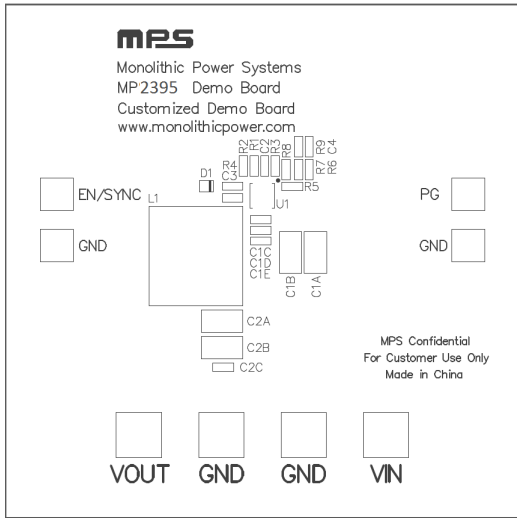 mps
Monolithic Power Systems
MP2395 Demo Board
Customized Demo Board
www.monolithicpower.com
R2
R1
C2
R3
R8
R9
C4
R7
R6
R4
C3
D1
R5
U1
L1
EN/SYNC
PG
GND
GND
C1C
C1D
C1E
C1B
C1A
C2A
C2B
C2C
MPS Confidential
For Customer Use Only
Made in China
VOUT GND GND VIN